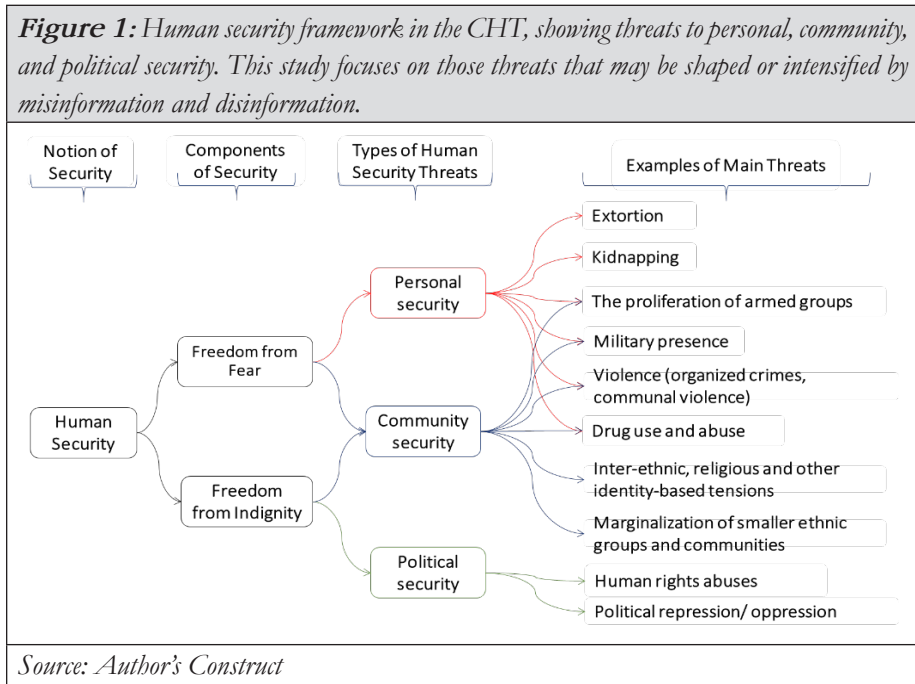 Figure 1: Human security framework in the CHT, showing threats to personal, community,
and political security. This study focuses on those threats that may be shaped or intensified by
misinformation and disinformation.
Notion of
Security
Components
of Security
Types of Human
Security Threats
Examples of Main Threats
Human
Security
Freedom from
Fear
Freedom
from Indignity
Personal
security
Community
security
Political
security
Extortion
Kidnapping
The proliferation of armed groups
Military presence
Violence (organized crimes,
communal violence)
Drug use and abuse
Inter-ethnic, religious and other
identity-based tensions
Marginalization of smaller ethnic
groups and communities
Human rights abuses
Political repression/ oppression
Source: Author's Construct